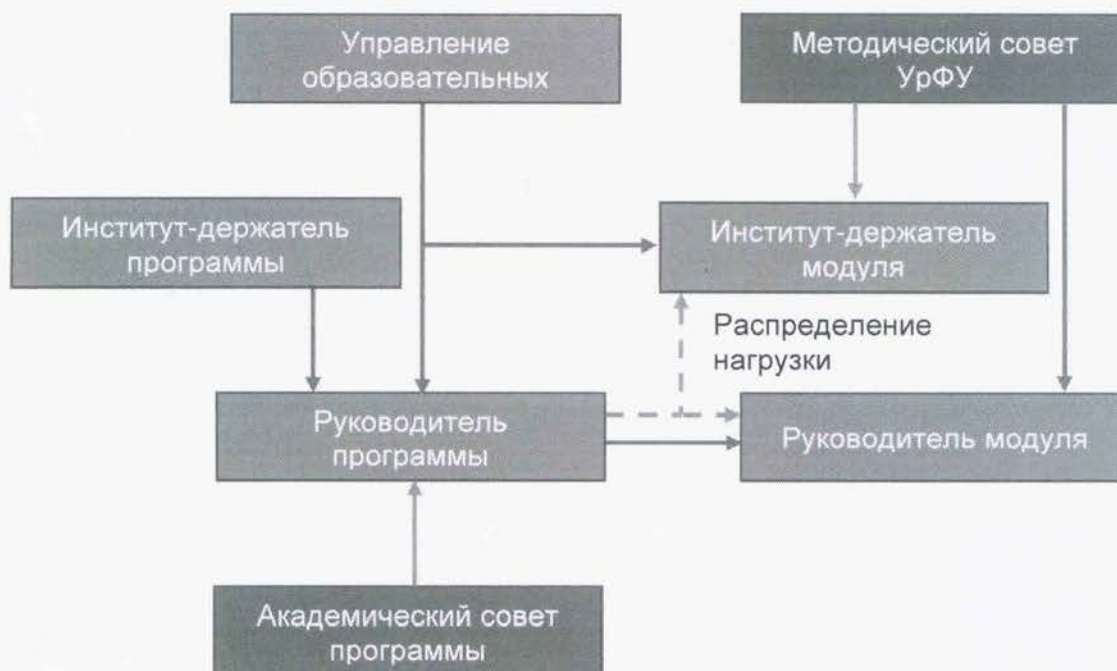 Управление
образовательных
Методический совет
УрФУ
Институт-держатель
программы
Институт-держатель
модуля
Распределение
нагрузки
Руководитель
программы
Руководитель модуля
Академический совет
программы